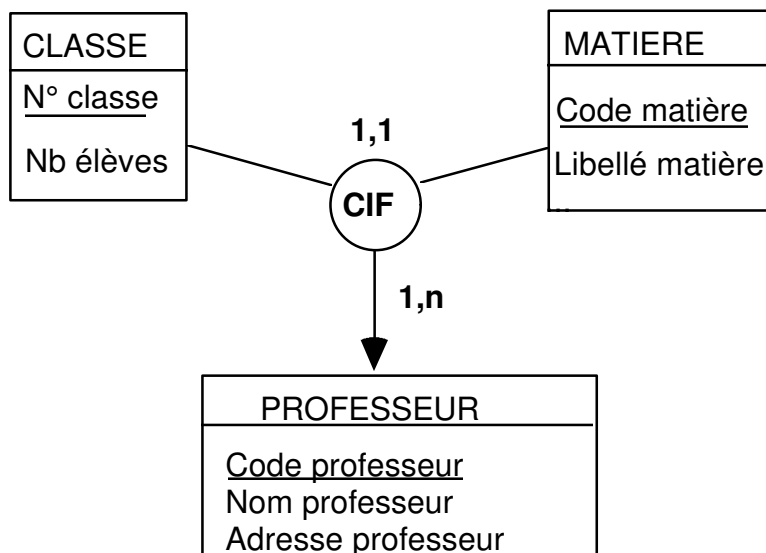 CLASSE
N° classe
Nb élèves
MATIERE
Code matière
Libellé matière
...
1,1
CIF
1,n
PROFESSEUR
Code professeur
Nom professeur
Adresse professeur